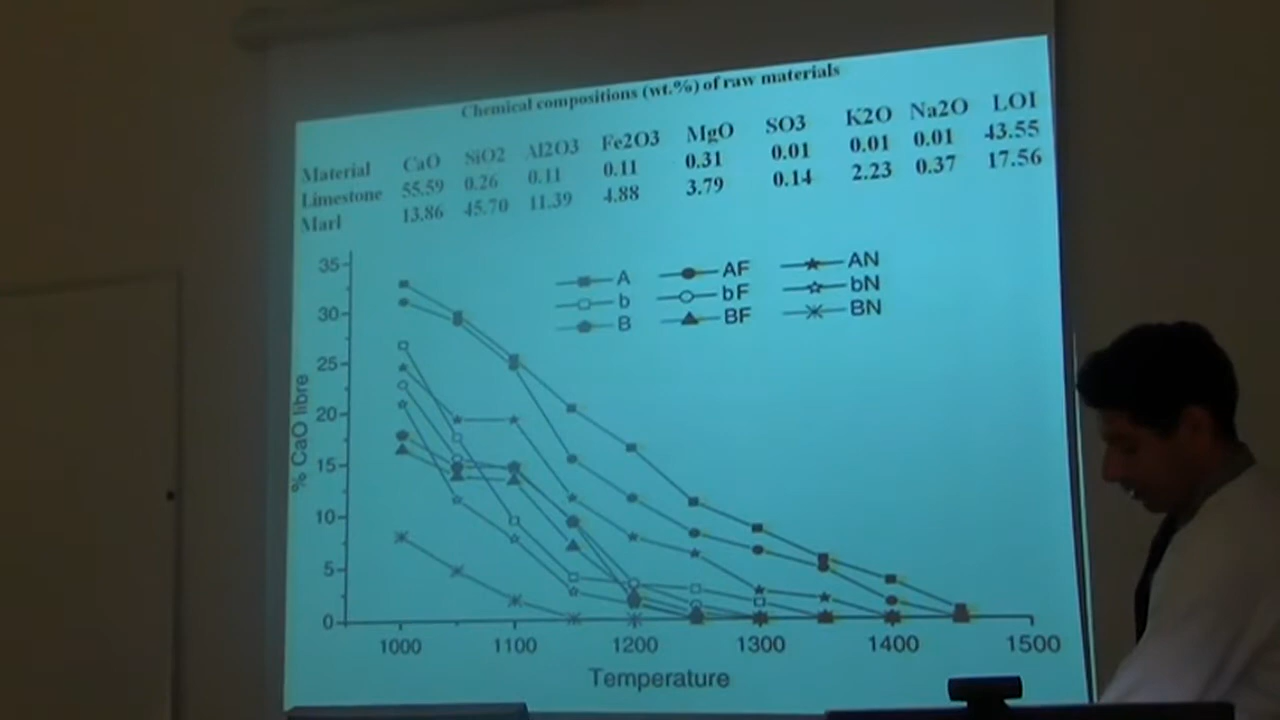 Chemical compositions (wt.%) of raw materials
Material CaO SiO2 Al2O3 Fe2O3 MgO SO3 K2O Na2O LOI
Limestone 55.59 0.26 0.11 0.11 0.31 0.01 0.01 0.01 43.55
Marl 13.86 45.70 11.39 4.88 3.79 0.14 2.23 0.37 17.56
A AF AN
b bF bN
B BF BN
35
30
25
20
15
10
5
0
% CaO libre
1000 1100 1200 1300 1400 1500
Temperature